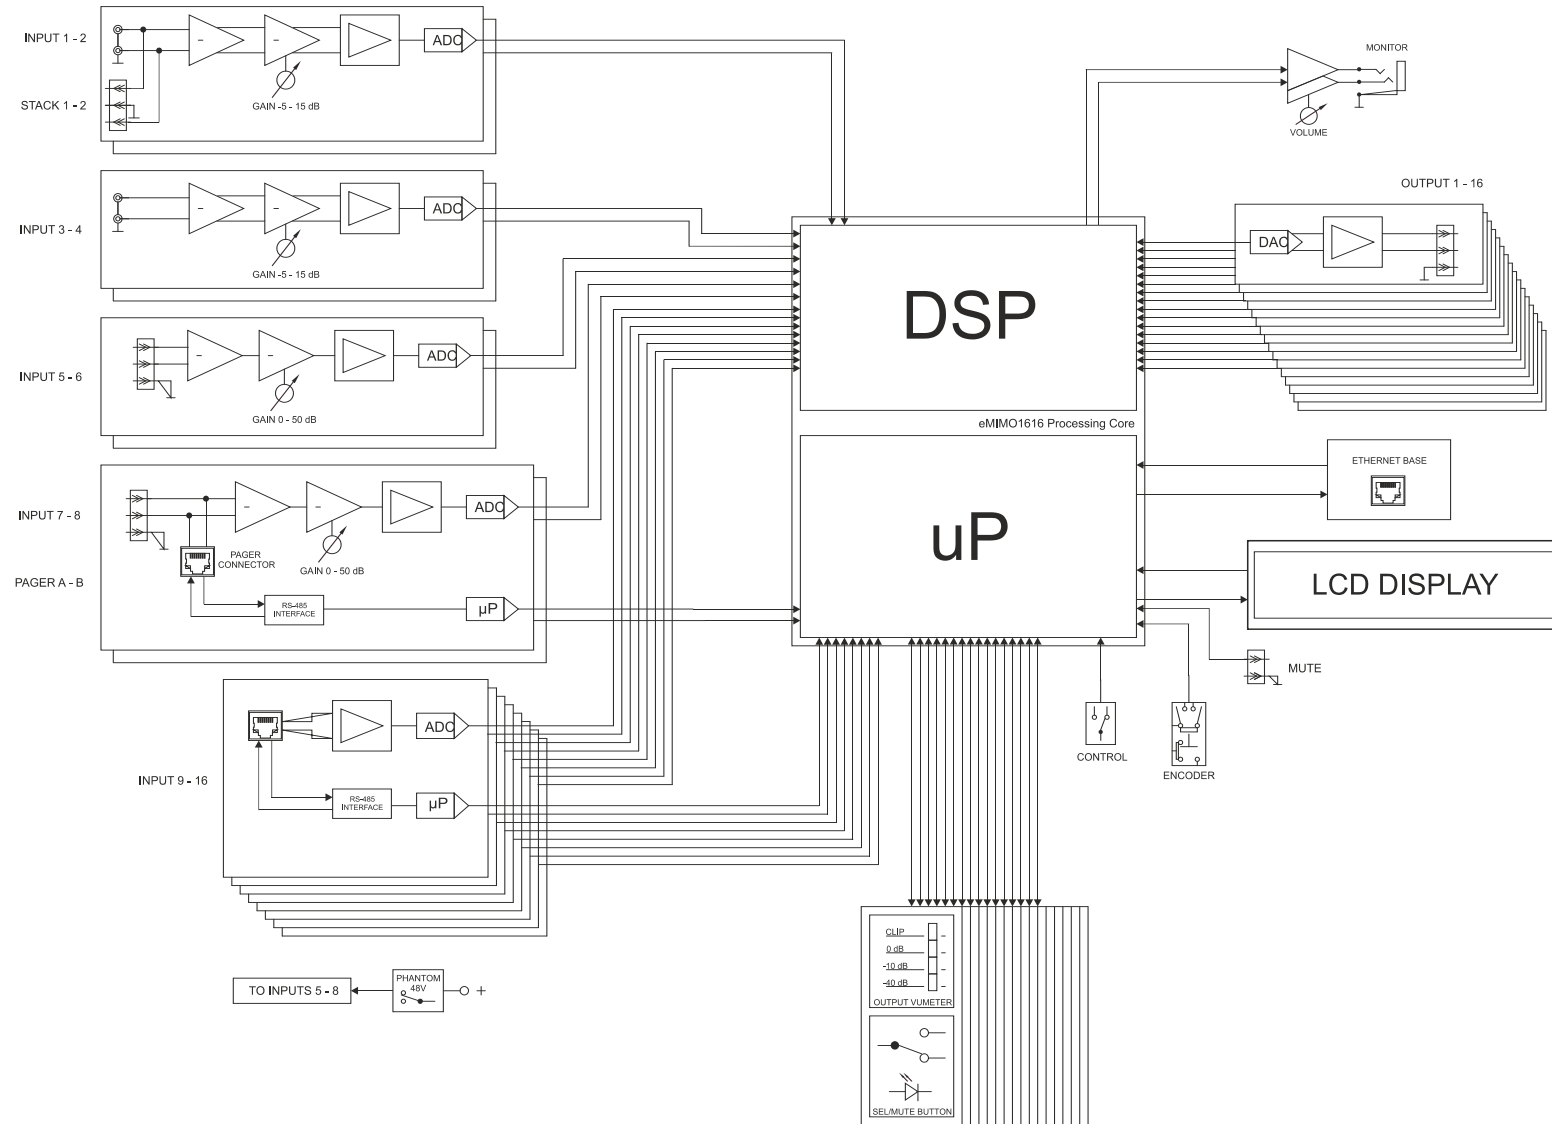 INPUT 1 - 2
ADC
GAIN -5 - 15 dB
STACK 1 - 2
MONITOR
VOLUME
INPUT 3 - 4
ADC
GAIN -5 - 15 dB
OUTPUT 1 - 16
DAC
DSP
INPUT 5 - 6
ADC
GAIN 0 - 50 dB
eMIMO1616 Processing Core
INPUT 7 - 8
ADC
PAGER
CONNECTOR
GAIN 0 - 50 dB
PAGER A - B
RS-485
INTERFACE
µP
uP
ETHERNET BASE
LCD DISPLAY
MUTE
CONTROL
ENCODER
INPUT 9 - 16
ADC
RS-485
INTERFACE
µP
TO INPUTS 5 - 8
PHANTOM
48V
+
CLIP
0 dB
-10 dB
-40 dB
OUTPUT VUMETER
SEL/MUTE BUTTON